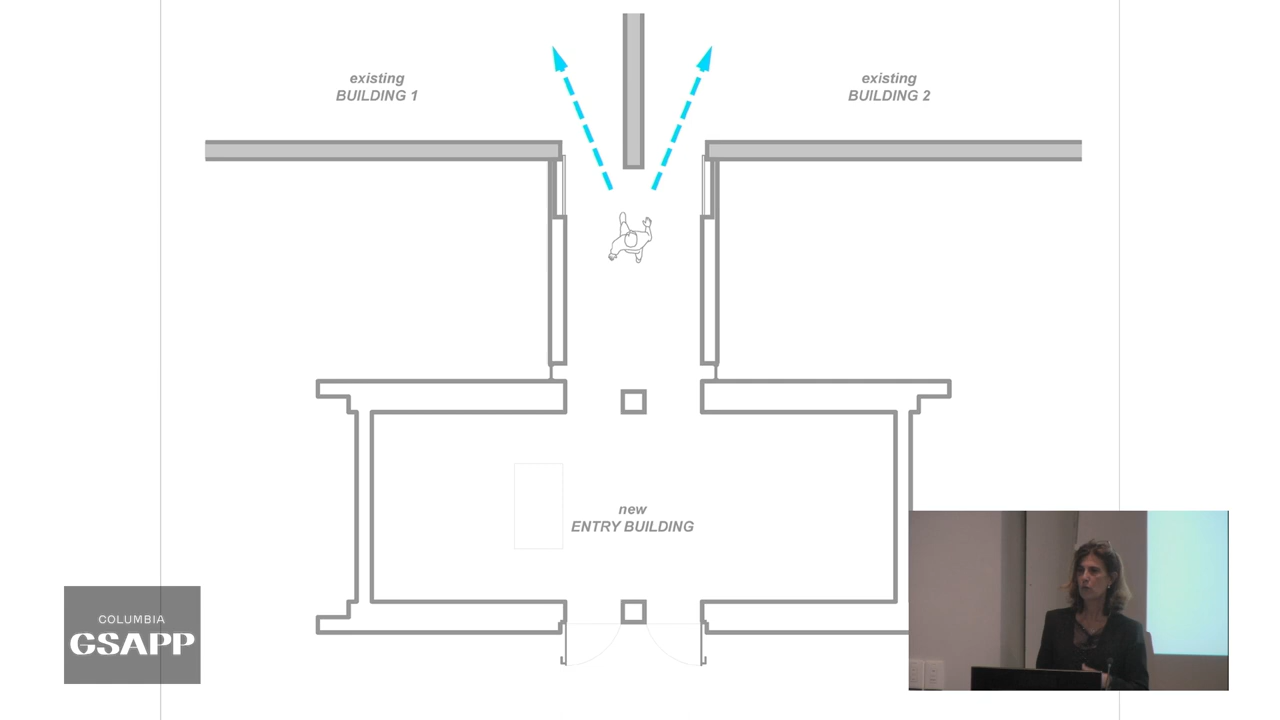 existing
BUILDING 1
existing
BUILDING 2
new
ENTRY BUILDING
COLUMBIA
GSAPP